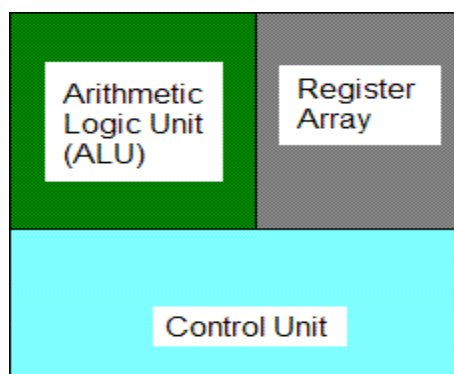 Arithmetic
Logic Unit
(ALU)
Register
Array
Control Unit